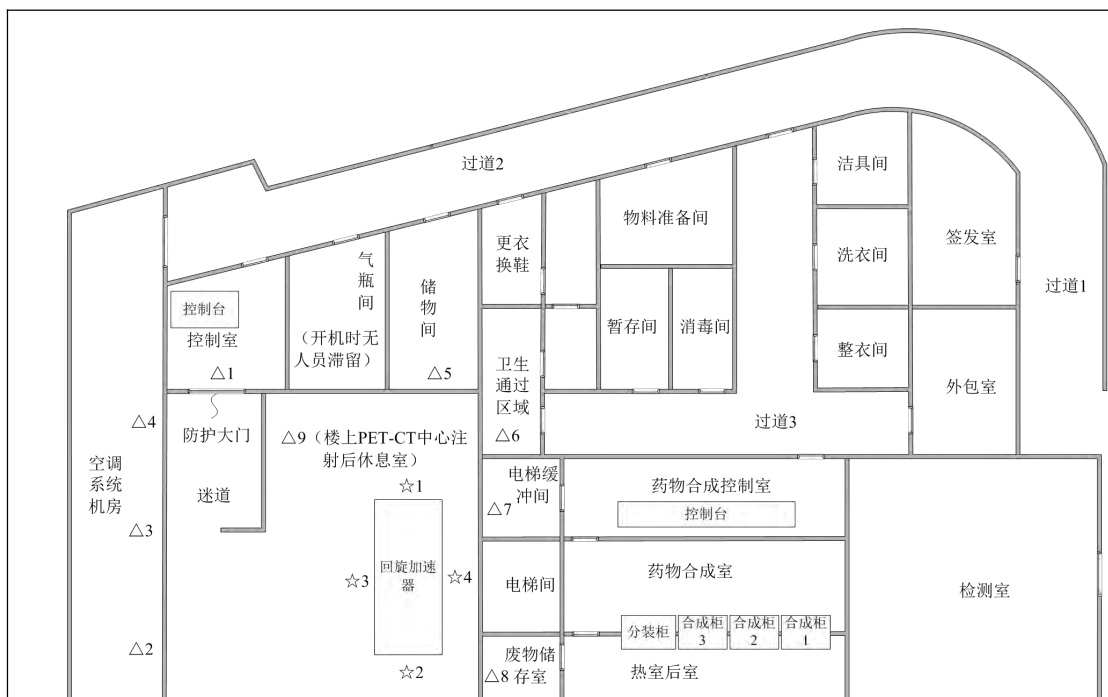 过道2
洁具间
物料准备间
签发室
更衣
换鞋
气
瓶
间
储
物
间
洗衣间
过道1
控制台
控制室
（开机时无
人员滞留）
暂存间
消毒间
整衣间
△1
△5
卫生
通过
区域
外包室
△4
防护大门
△9（楼上PET-CT中心注
射后休息室）
△6
过道3
空调
系统
机房
迷道
☆1
电梯缓
冲间
△7
药物合成控制室
控制台
△3
☆3
回旋加速
器
☆4
电梯间
药物合成室
检测室
分装柜
合成柜
3
合成柜
2
合成柜
1
△2
☆2
废物储
△8存室
热室后室